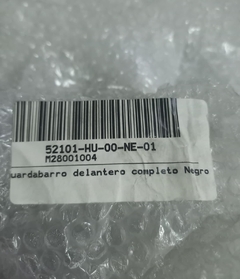 52101-HU-00-NE-01
M28001004
uardabarro delantero completo Negro